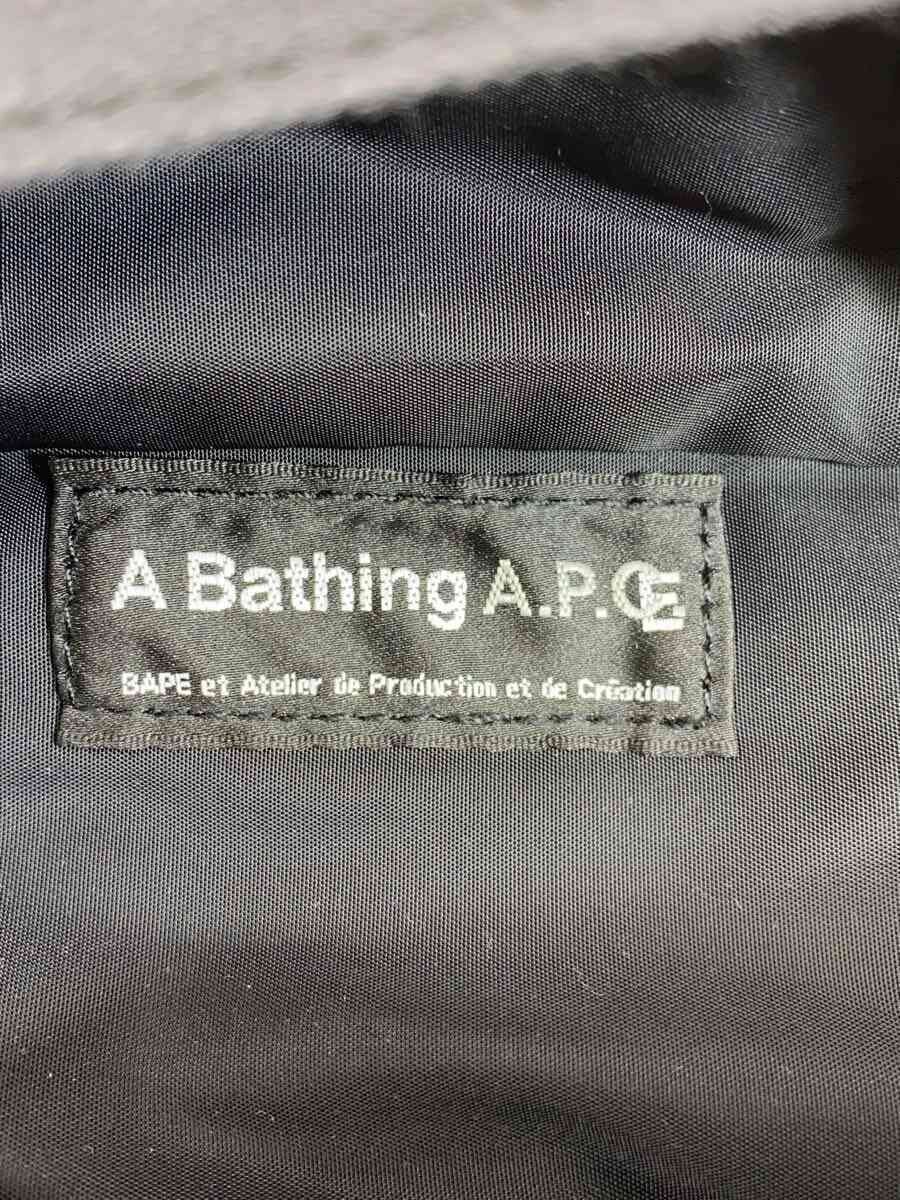 A Bathing A.P.C.E
BAPE et Atelier de Production et de Création